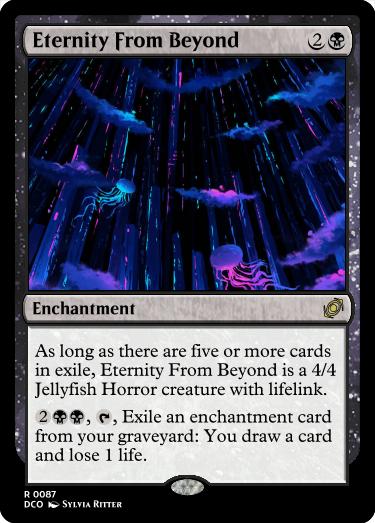 Eternity From Beyond 2
Enchantment
As long as there are five or more cards
in exile, Eternity From Beyond is a 4/4
Jellyfish Horror creature with lifelink.
2, , Exile an enchantment card
from your graveyard: You draw a card
and lose 1 life.
R 0087
DCO Sylvia Ritter